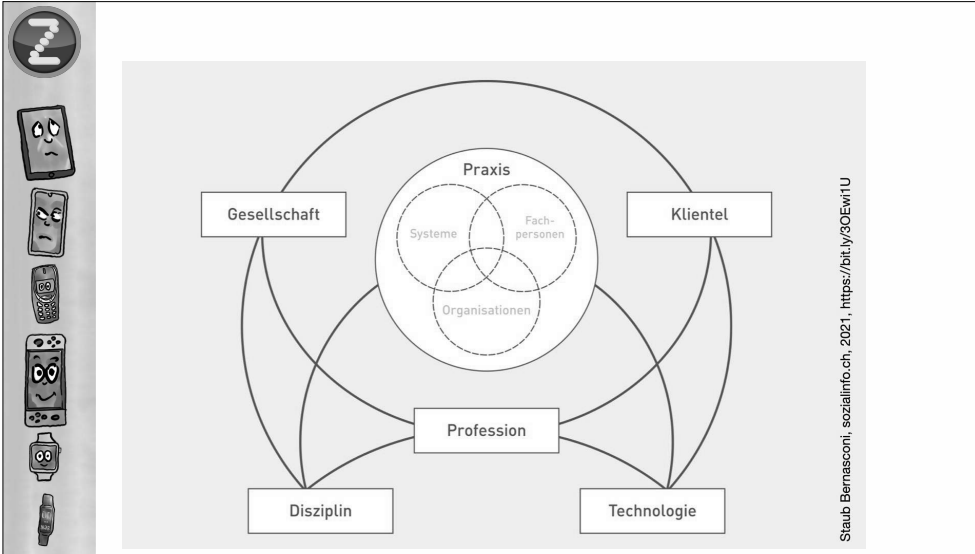 Praxis
Gesellschaft
Systeme
Fach-
personen
Klientel
Organisationen
Profession
Disziplin
Technologie
Staub Bernasconi, sozialinfo.ch, 2021, https://bit.ly/3OEwi1U
Z